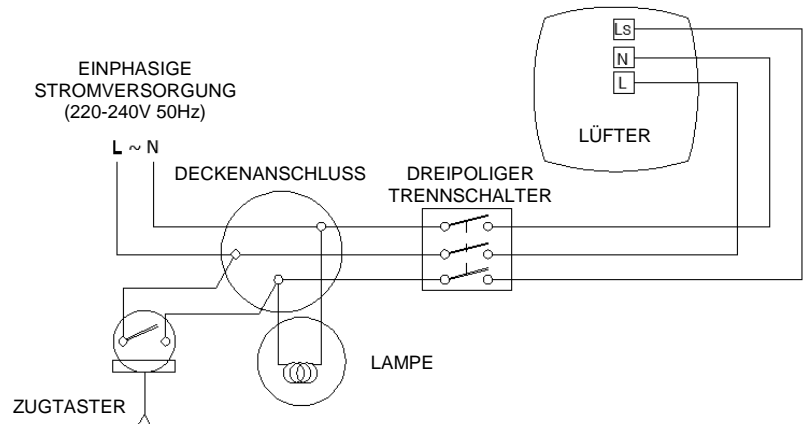 EINPHASIGE
STROMVERSORGUNG
(220-240V 50Hz)
L ~ N
DECKENANSCHLUSS
DREIPOLIGER
TRENNSCHALTER
Ls
N
L
LÜFTER
LAMPE
ZUGTASTER